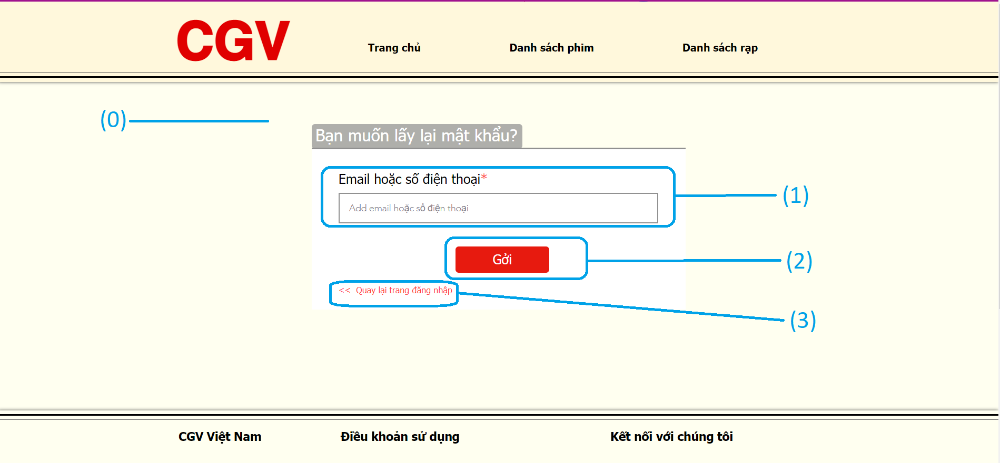 CGV
Trang chủ
Danh sách phim
Danh sách rạp
(0)
Bạn muốn lấy lại mật khẩu?
Email hoặc số điện thoại*
Add email hoặc số điện thoại
(1)
Gởi
(2)
<< Quay lại trang đăng nhập
(3)
CGV Việt Nam
Điều khoản sử dụng
Kết nối với chúng tôi